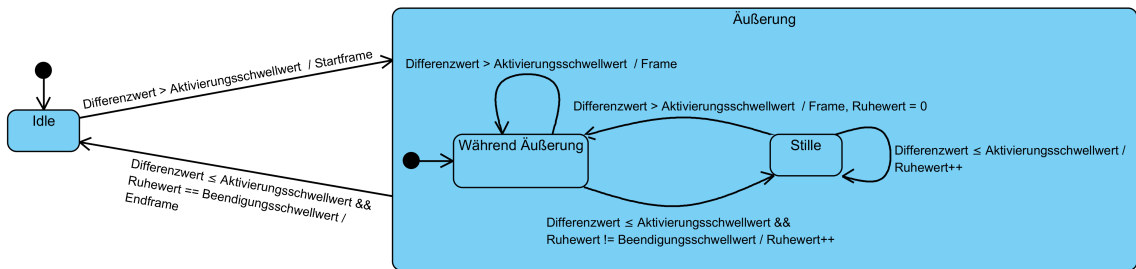 Äußerung
Differenzwert > Aktivierungsschwellwert / Startframe
Idle
Differenzwert ≤ Aktivierungsschwellwert &&
Ruhewert == Beendigungsschwellwert /
Endframe
Differenzwert > Aktivierungsschwellwert / Frame
Differenzwert > Aktivierungsschwellwert / Frame, Ruhewert = 0
Während Äußerung
Stille
Differenzwert ≤ Aktivierungsschwellwert /
Ruhewert++
Differenzwert ≤ Aktivierungsschwellwert &&
Ruhewert != Beendigungsschwellwert / Ruhewert++